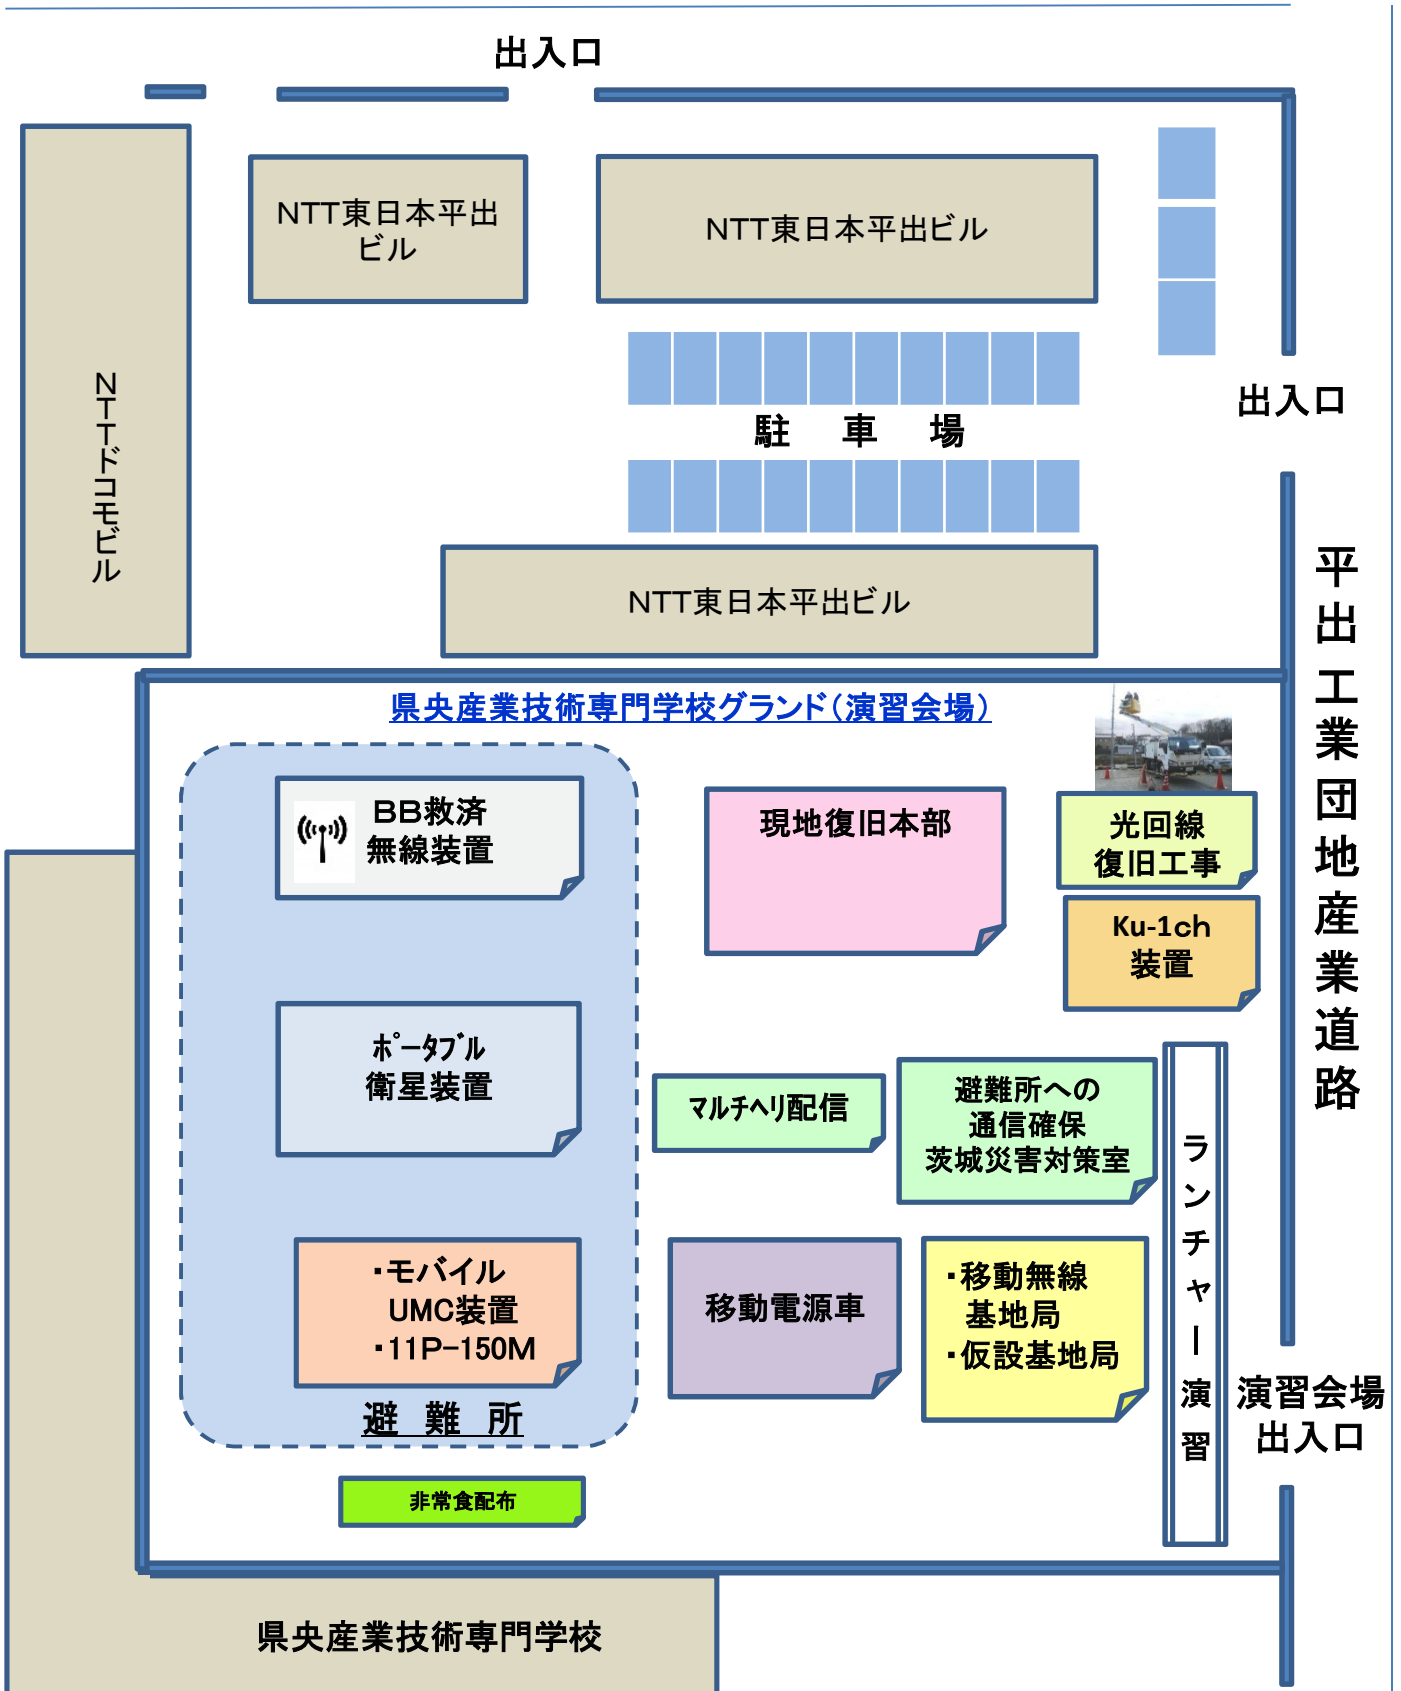 出入口
NTT東日本平出
ビル
NTT東日本平出ビル
NTTドコモビル
出入口
駐 車 場
NTT東日本平出ビル
平出工業団地産業道路
県央産業技術専門学校グランド(演習会場)
BB救済
無線装置
現地復旧本部
光回線
復旧工事
Ku-1ch
装置
ﾎﾟｰﾀﾌﾞﾙ
衛星装置
ﾏﾙﾁﾍﾘ配信
避難所への
通信確保
茨城災害対策室
ランチャー演習
・モバイル
UMC装置
・11P-150M
移動電源車
・移動無線
基地局
・仮設基地局
避 難 所
演習会場
出入口
非常食配布
県央産業技術専門学校